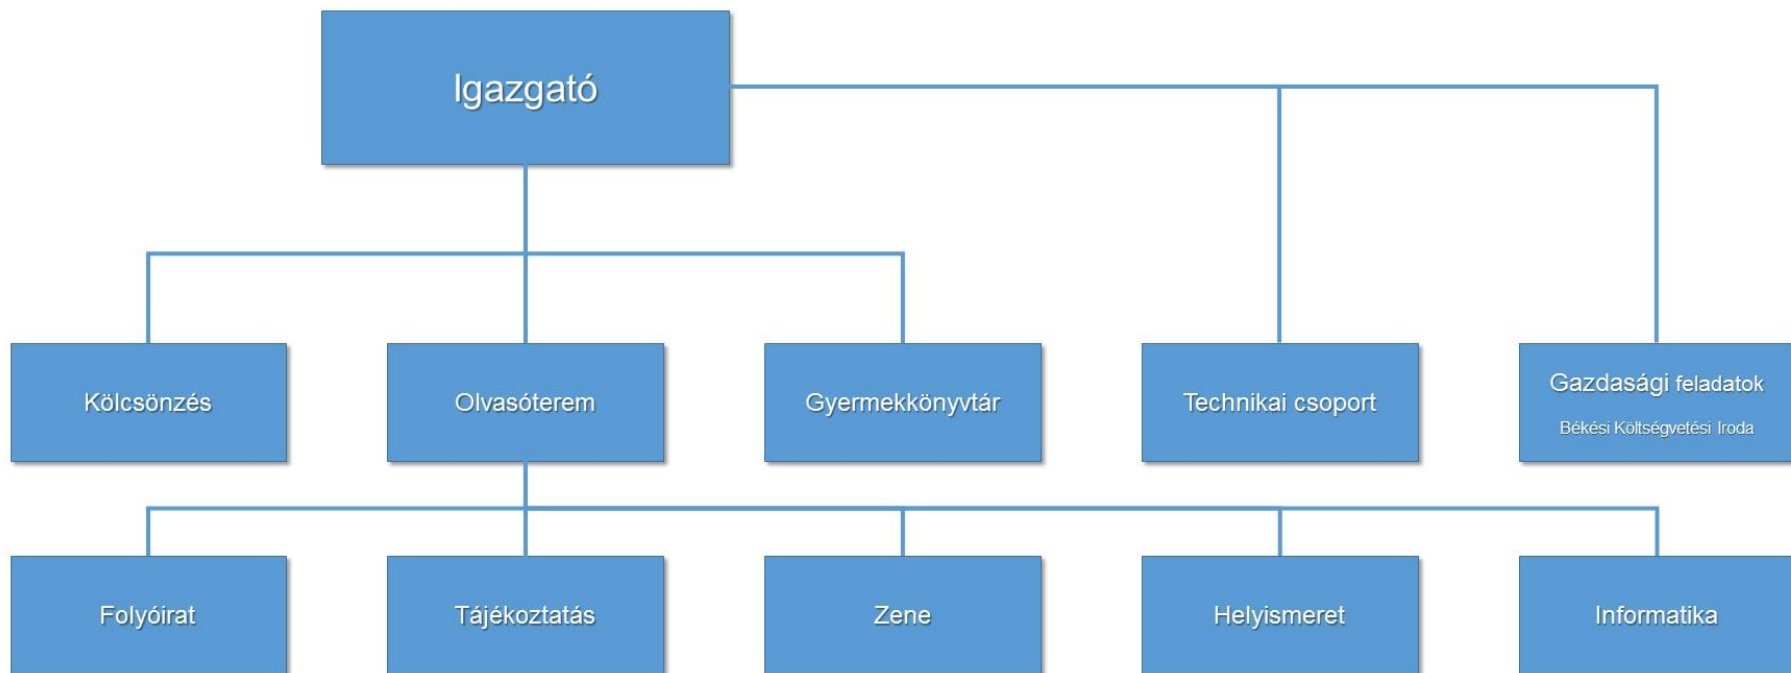 Igazgató
Kölcsönzés
Olvasóterem
Gyermekkönyvtár
Technikai csoport
Gazdasági feladatok
Békési Költségvetési Iroda
Folyóirat
Tájékoztatás
Zene
Helyismeret
Informatika